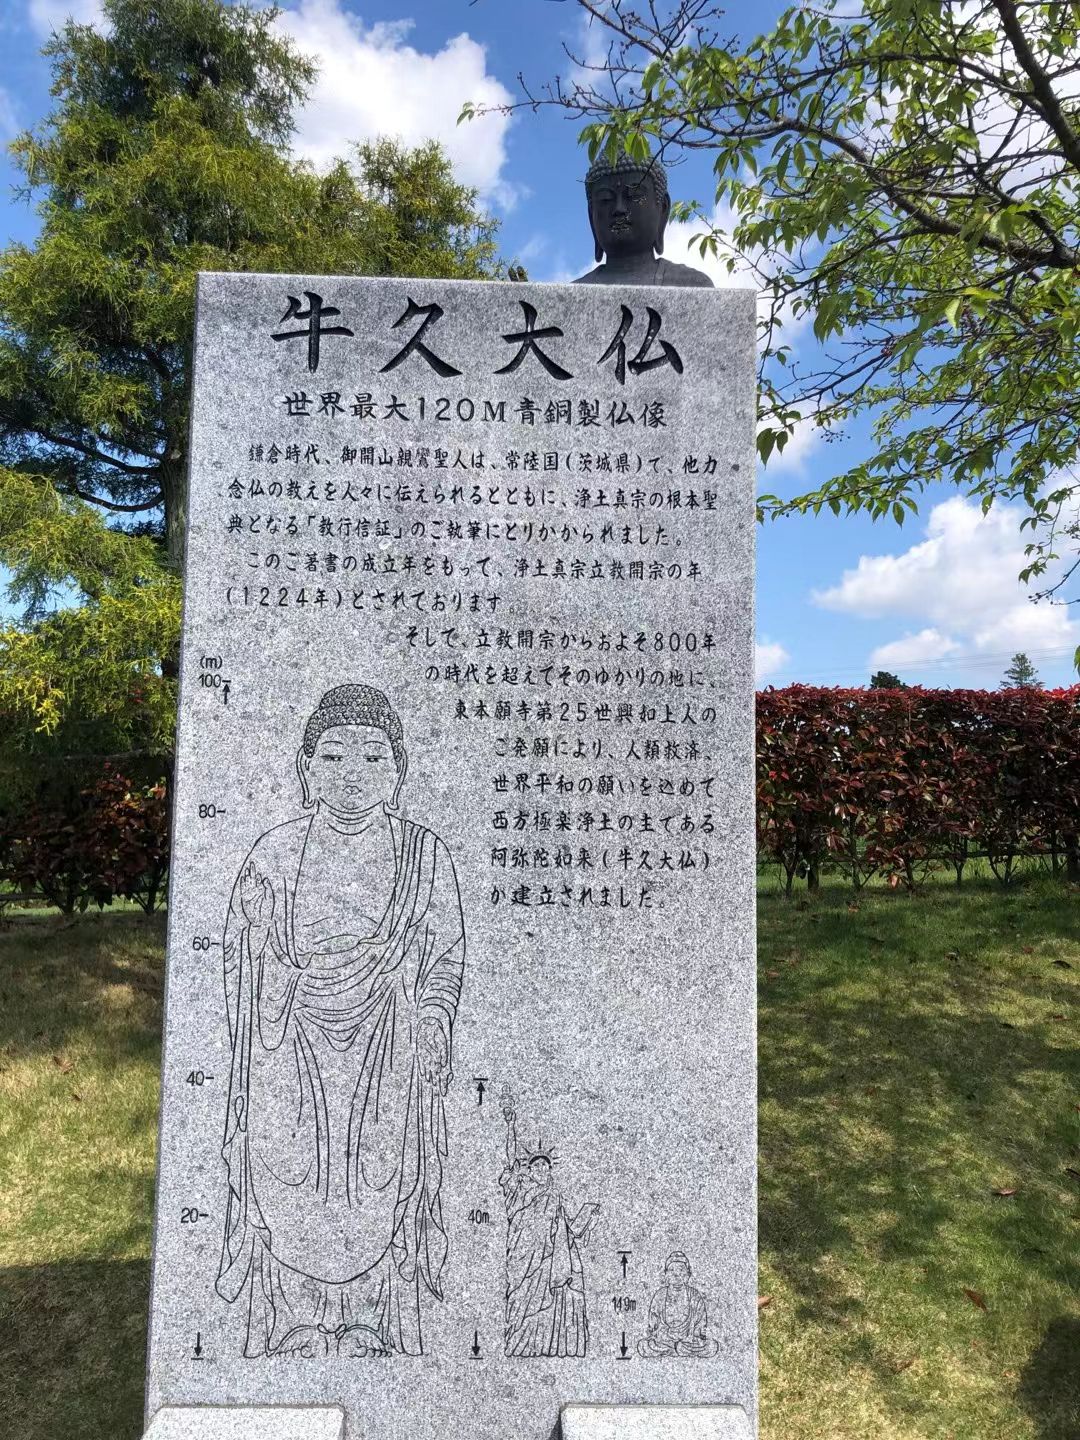 牛久大仏
世界最大120M青銅製仏像
鎌倉時代、御開山親鸞聖人は、常陸国(茨城県)で、他力
念仏の教えを人々に伝えられるとともに、浄土真宗の根本聖
典となる「教行信証」のご執筆にとりかかられました。
このご著書の成立年をもって、浄土真宗立教開宗の年
(1224年)とされております。
そして、立教開宗からおよそ800年
の時代を超えてそのゆかりの地に、
東本願寺第25世興如上人の
ご発願により、人類救済、
世界平和の願いを込めて
西方極楽浄土の主である
阿弥陀如来(牛久大仏)
が建立されました。
(m)
100
80
60
40
20
40m
14.9m